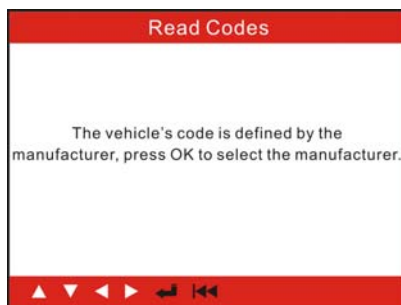 Read Codes
The vehicle's code is defined by the
manufacturer, press OK to select the manufacturer.